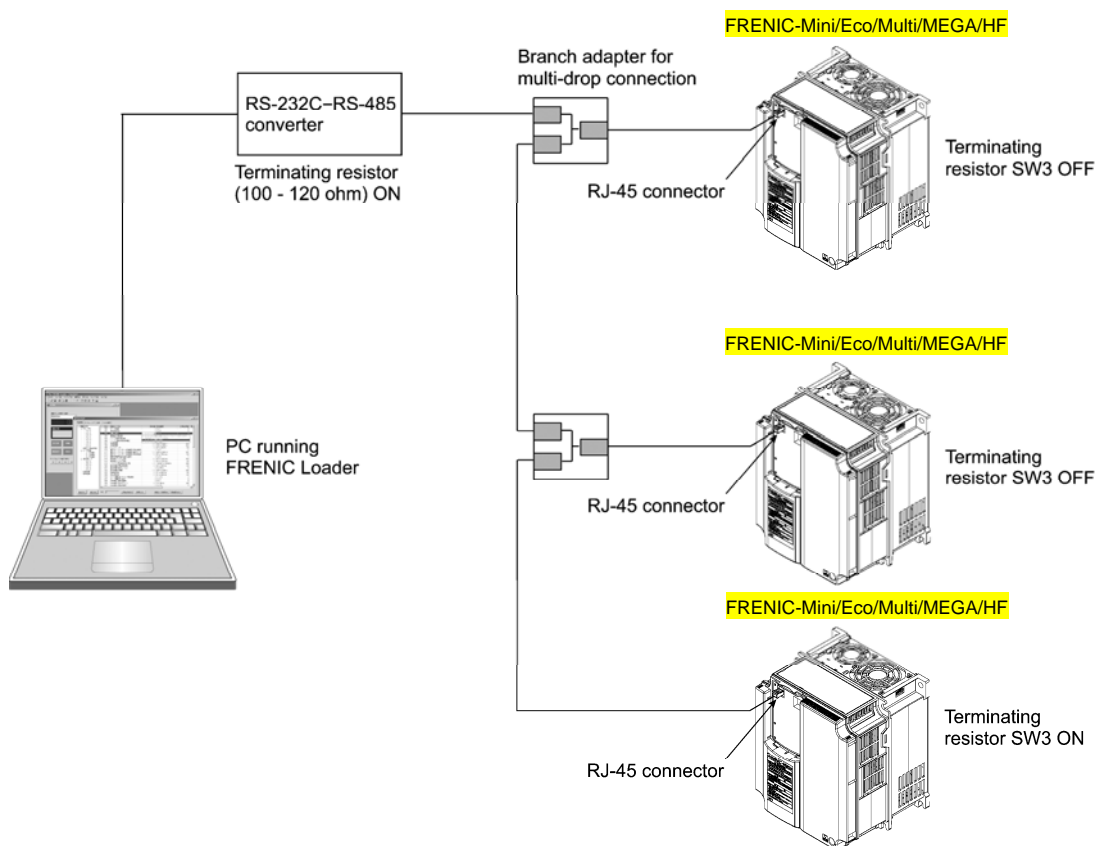 FRENIC-Mini/Eco/Multi/MEGA/HF
Branch adapter for
multi-drop connection
RS-232C–RS-485
converter
Terminating resistor
(100 - 120 ohm) ON
RJ-45 connector
Terminating
resistor SW3 OFF
FRENIC-Mini/Eco/Multi/MEGA/HF
PC running
FRENIC Loader
RJ-45 connector
Terminating
resistor SW3 OFF
FRENIC-Mini/Eco/Multi/MEGA/HF
RJ-45 connector
Terminating
resistor SW3 ON